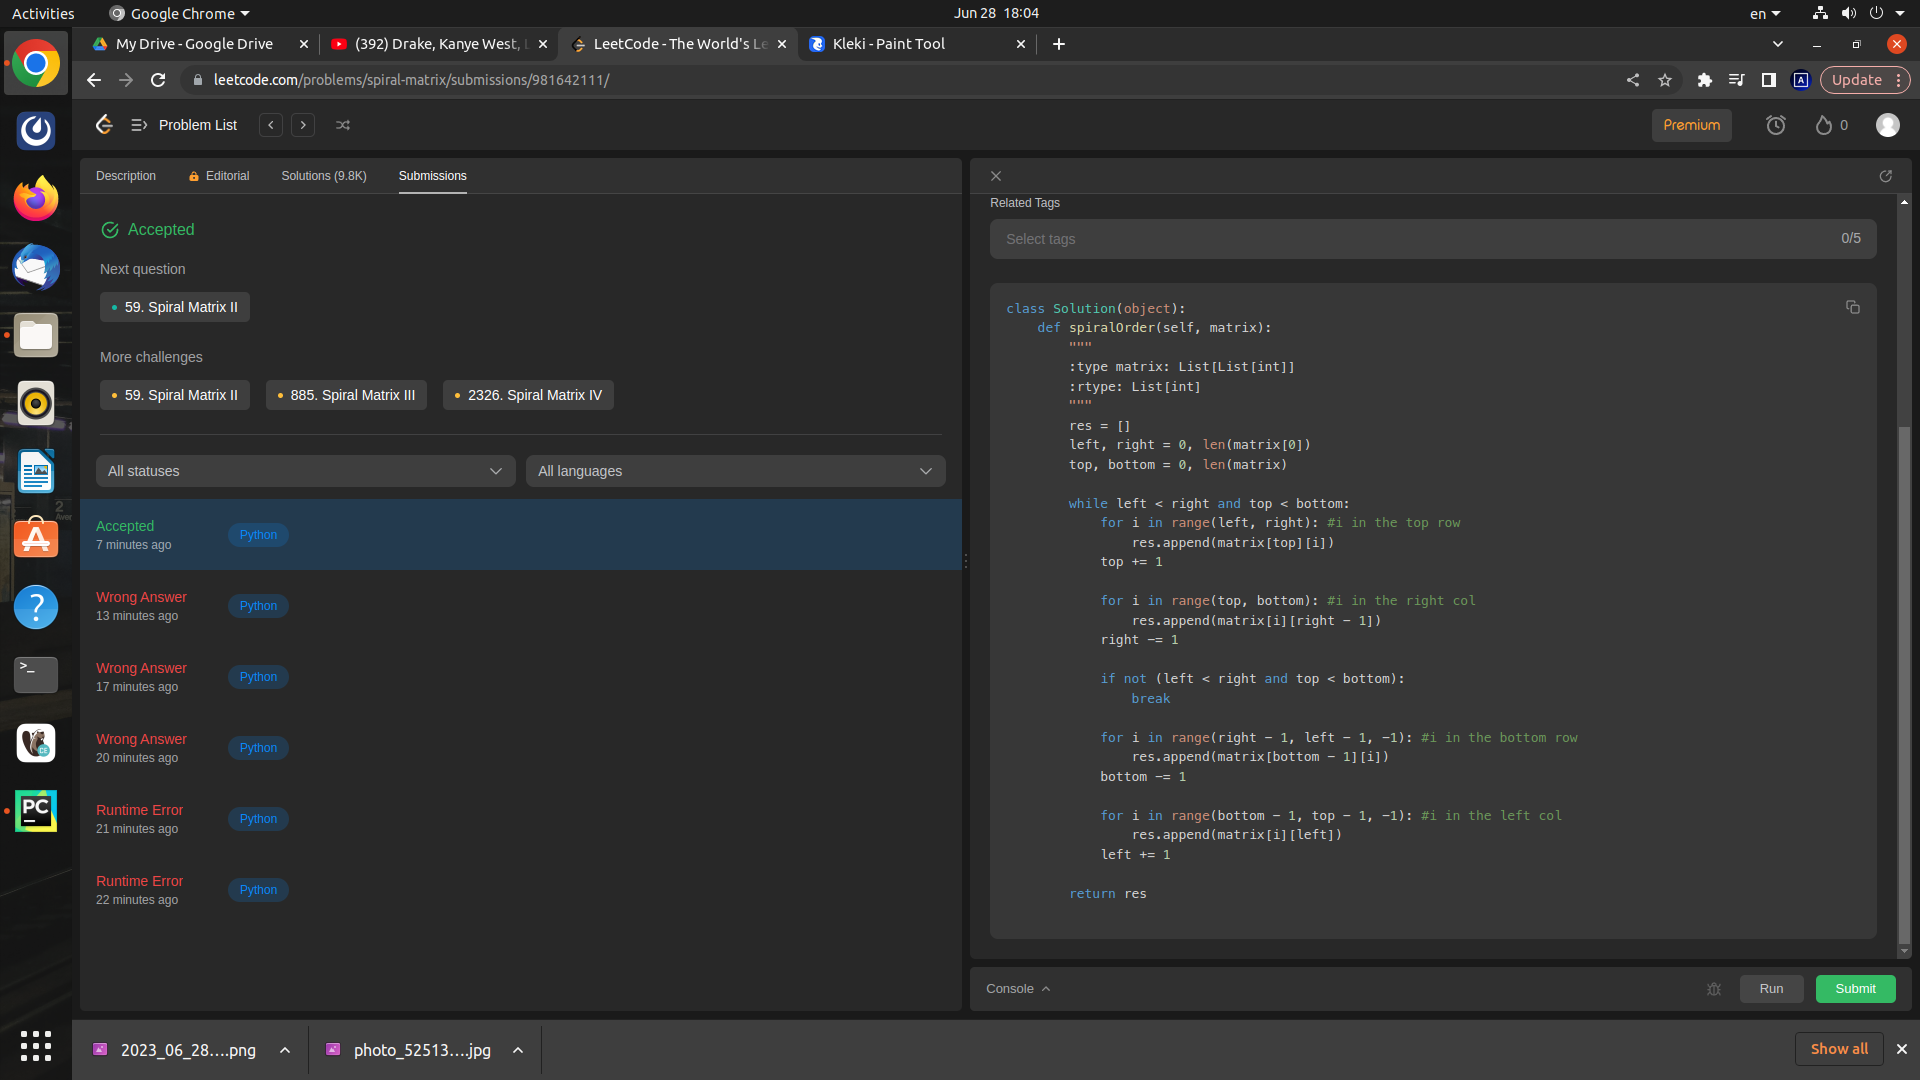 Activities
Google Chrome
Jun 28 18:04
en
My Drive - Google Drive
(392) Drake, Kanye West,
LeetCode - The World's Le
Kleki - Paint Tool
leetcode.com/problems/spiral-matrix/submissions/981642111/
Update
Problem List
Premium
0
Description
Editorial
Solutions (9.8K)
Submissions
Accepted
Next question
59. Spiral Matrix II
More challenges
59. Spiral Matrix II
885. Spiral Matrix III
2326. Spiral Matrix IV
All statuses
All languages
Accepted
7 minutes ago
Python
Wrong Answer
13 minutes ago
Python
Wrong Answer
17 minutes ago
Python
Wrong Answer
20 minutes ago
Python
Runtime Error
21 minutes ago
Python
Runtime Error
22 minutes ago
Python
Related Tags
Select tags
0/5
class Solution(object):
    def spiralOrder(self, matrix):
        """
        :type matrix: List[List[int]]
        :rtype: List[int]
        """
        res = []
        left, right = 0, len(matrix[0])
        top, bottom = 0, len(matrix)
        while left < right and top < bottom:
            for i in range(left, right): #i in the top row
                res.append(matrix[top][i])
            top += 1
            for i in range(top, bottom): #i in the right col
                res.append(matrix[i][right - 1])
            right -= 1
            if not (left < right and top < bottom):
                break
            for i in range(right - 1, left - 1, -1): #i in the bottom row
                res.append(matrix[bottom - 1][i])
            bottom -= 1
            for i in range(bottom - 1, top - 1, -1): #i in the left col
                res.append(matrix[i][left])
            left += 1
        return res
Console
Run
Submit
2023_06_28....png
photo_52513....jpg
Show all
A
A
?
>_
CE
PC